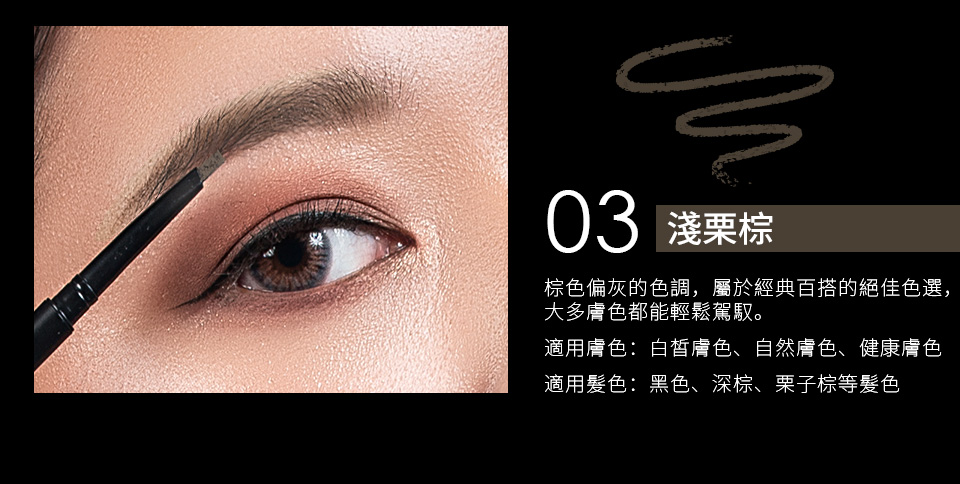 03 淺栗棕
棕色偏灰的色調，屬於經典百搭的絕佳色選，
大多膚色都能輕鬆駕馭。
適用膚色：白皙膚色、自然膚色、健康膚色
適用髮色：黑色、深棕、栗子棕等髮色